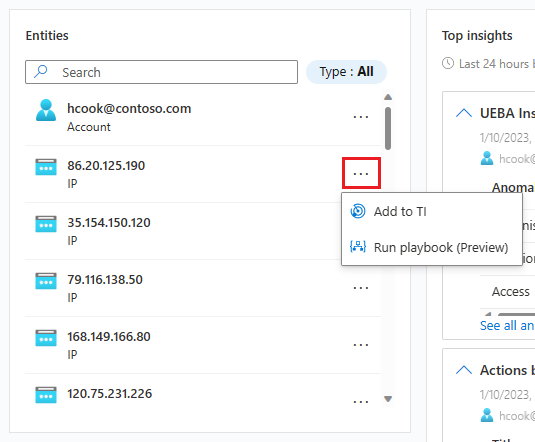 Entities
Search
Type : All
hcook@contoso.com
Account
...
86.20.125.190
IP
...
Add to TI
Run playbook (Preview)
35.154.150.120
IP
79.116.138.50
IP
...
168.149.166.80
IP
...
120.75.231.226
...
Top insights
Last 24 hours b
UEBA Ins
1/10/2023,
hcook@
Anoma
nis
ion
Access
See all an
Actions b
1/10/2023,
hcook@